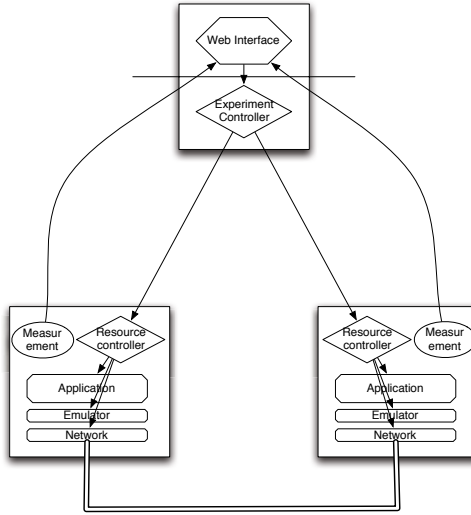 Web Interface
Experiment
Controller
Measur
ement
Resource
controller
Application
Emulator
Network
Resource
controller
Measur
ement
Application
Emulator
Network